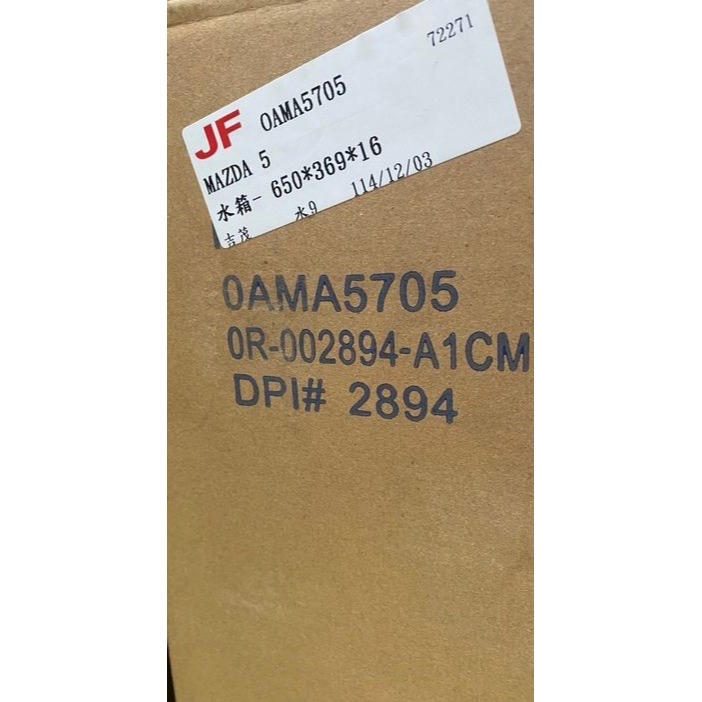 72271
JF 0AMA5705
MAZDA 5
水箱- 650*369*16
吉茂 水9 114/12/03
0AMA5705
0R-002894-A1CM
DPI# 2894